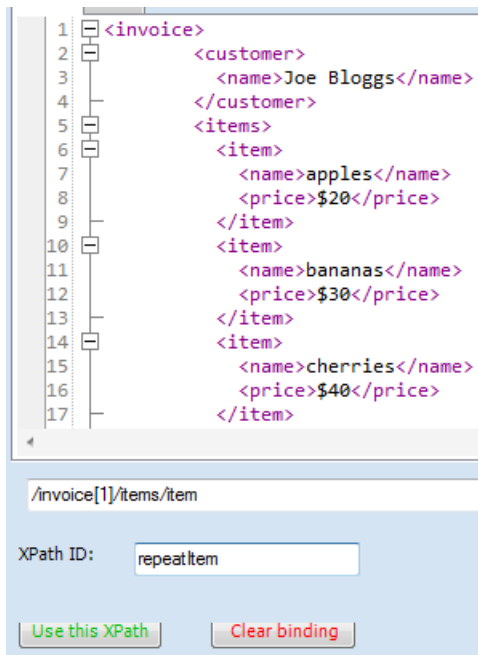 1 <invoice>
2 <customer>
3 <name>Joe Bloggs</name>
4 </customer>
5 <items>
6 <item>
7 <name>apples</name>
8 <price>$20</price>
9 </item>
10 <item>
11 <name>bananas</name>
12 <price>$30</price>
13 </item>
14 <item>
15 <name>cherries</name>
16 <price>$40</price>
17 </item>
/invoice[1]/items/item
XPath ID: repeatItem
Use this XPath Clear binding